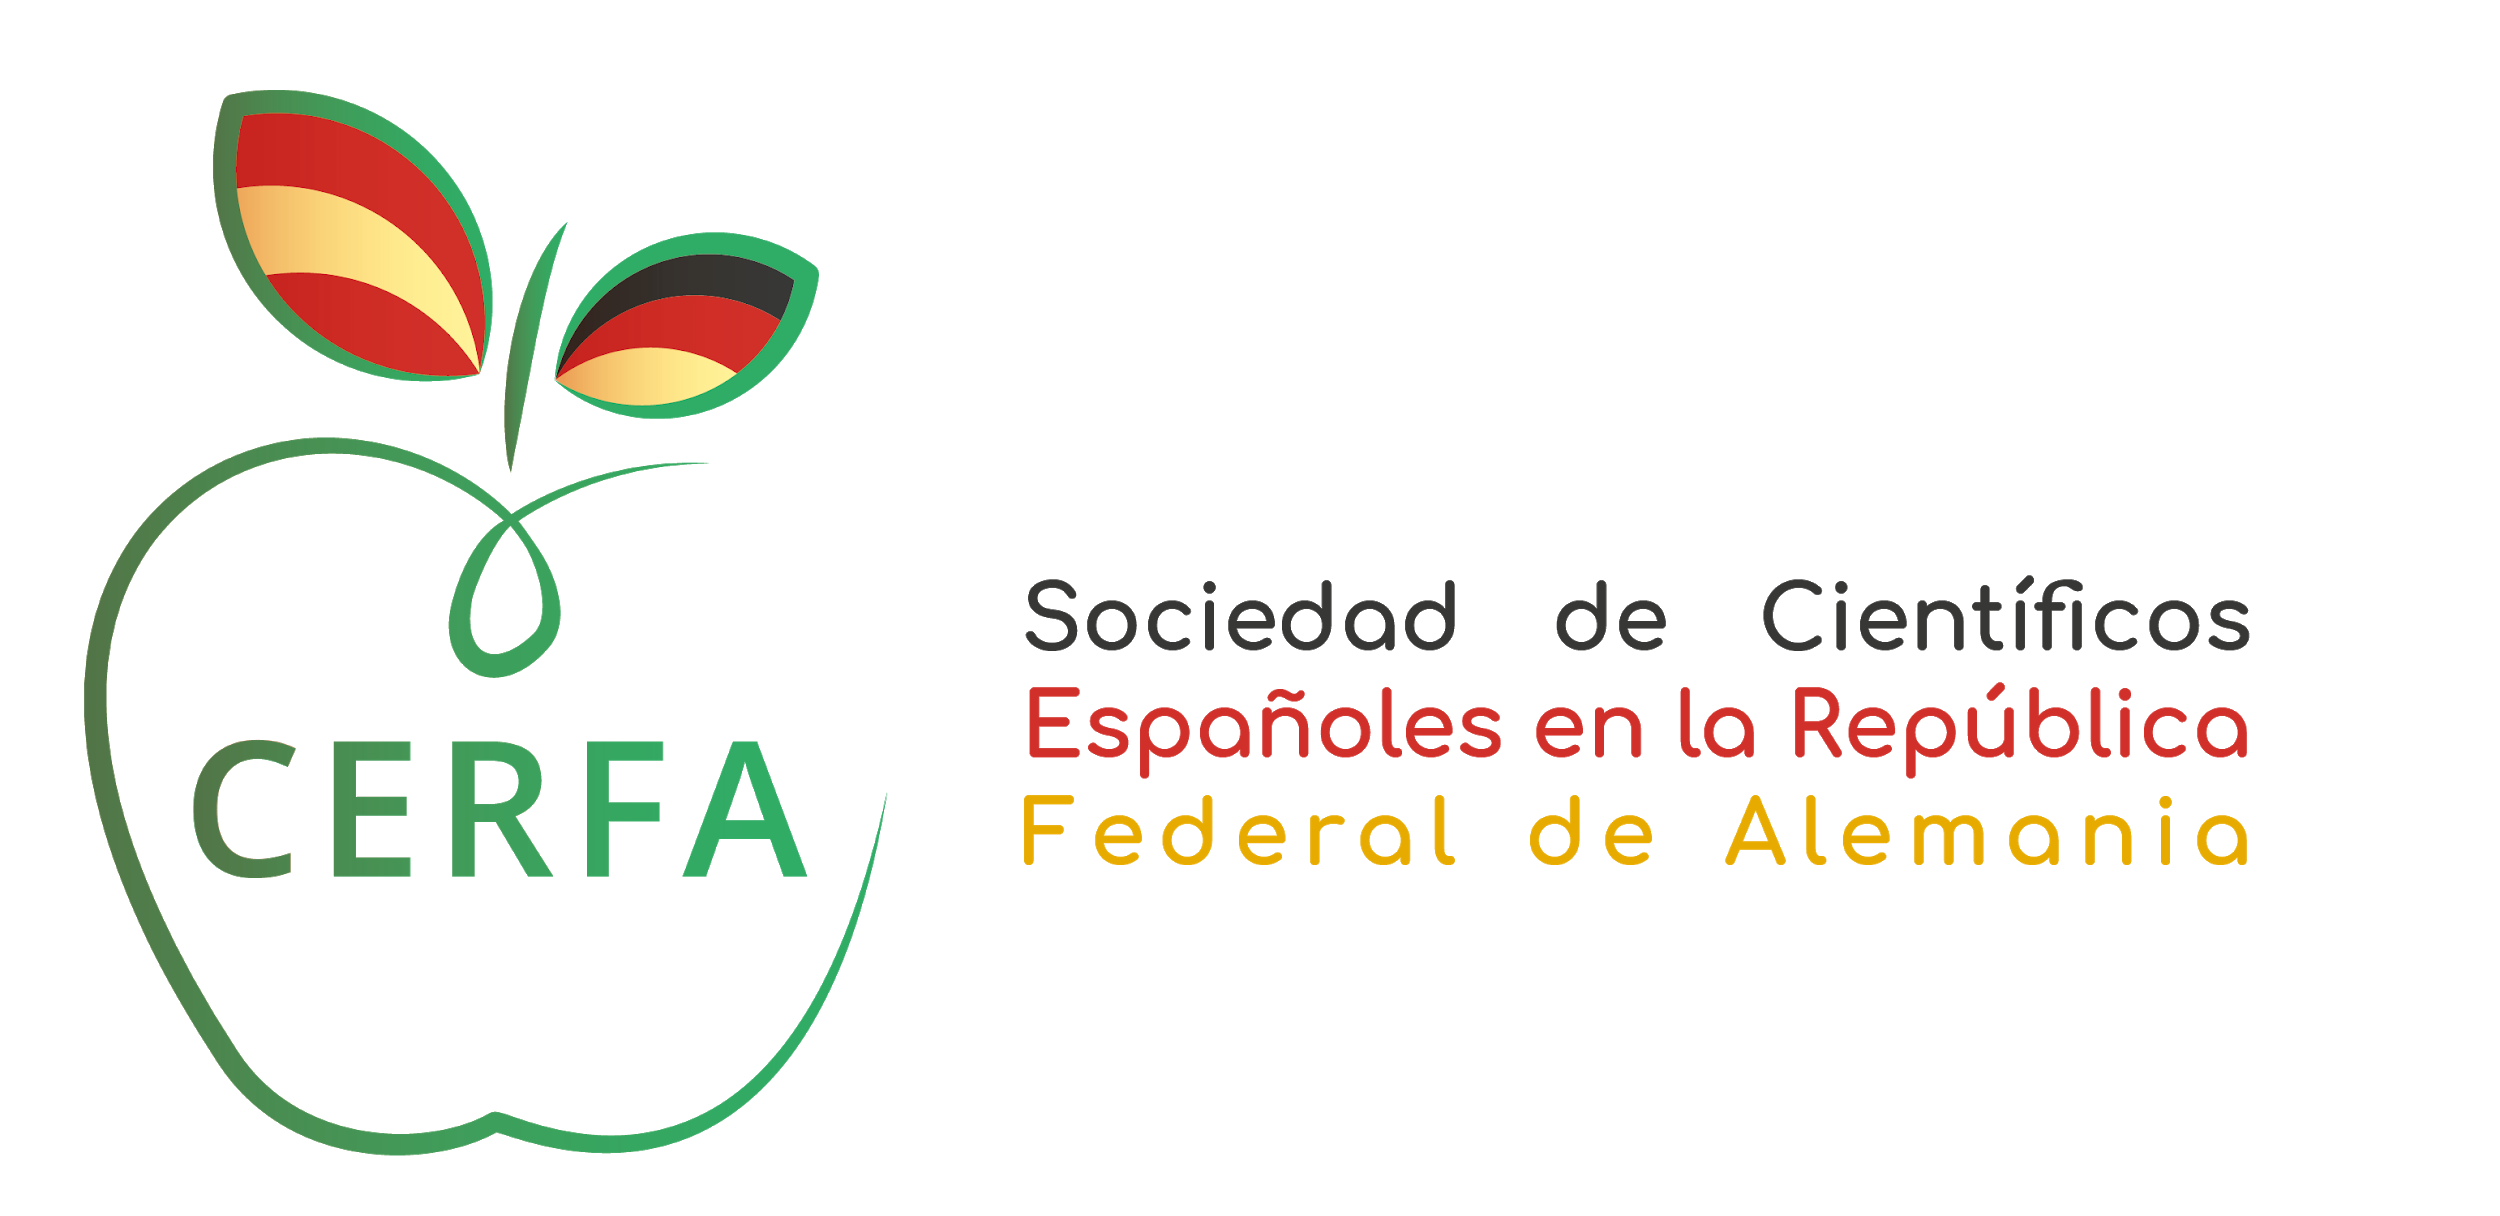 CERFA
Sociedad de Científicos
Españoles en la República
Federal de Alemania